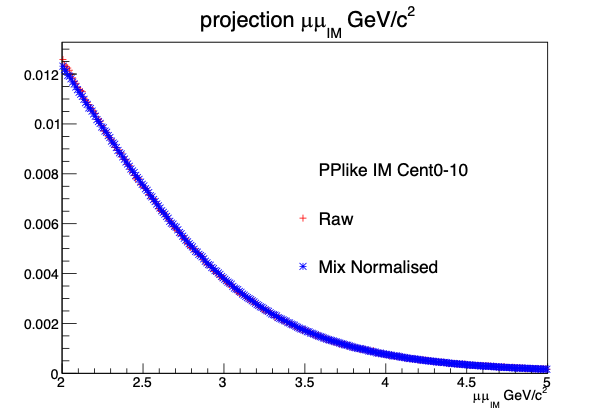 projection μμ_IM GeV/c²
0.012
0.01
0.008
0.006
0.004
0.002
0
PPlike IM Cent0-10
Raw
Mix Normalised
2 2.5 3 3.5 4 4.5 5
μμ_IM GeV/c²